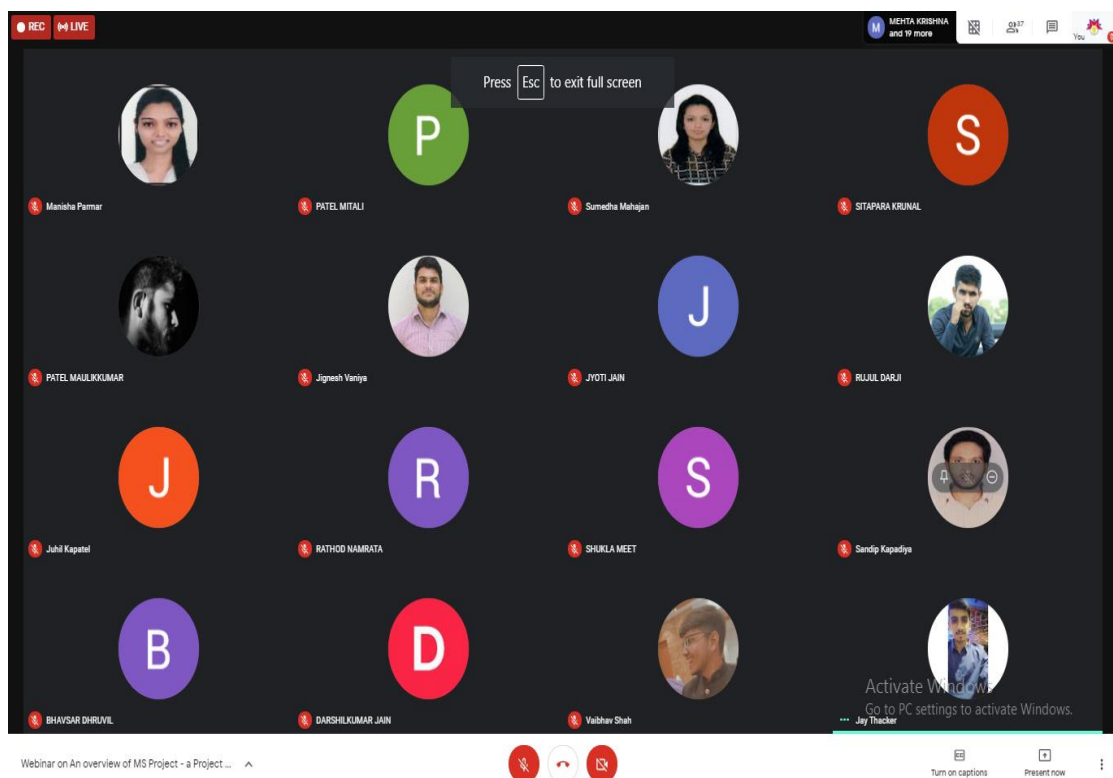 REC LIVE
MEHTA KRISHNA
and 19 more
37
You
Press Esc to exit full screen
P
S
Manisha Parmar
PATEL MITALI
Sumedha Mahajan
SITAPARA KRUNAL
J
PATEL MAULIKKUMAR
Jignesh Vaniya
JYOTI JAIN
RUJUL DARJI
J
R
S
Juhil Kapatel
RATHOD NAMRATA
SHUKLA MEET
Sandip Kapadiya
B
D
BHAVSAR DHRUVIL
DARSHILKUMAR JAIN
Vaibhav Shah
Jay Thacker
Activate Windows
Go to PC settings to activate Windows.
Webinar on An overview of MS Project - a Project ...
Turn on captions
Present now
M
CC